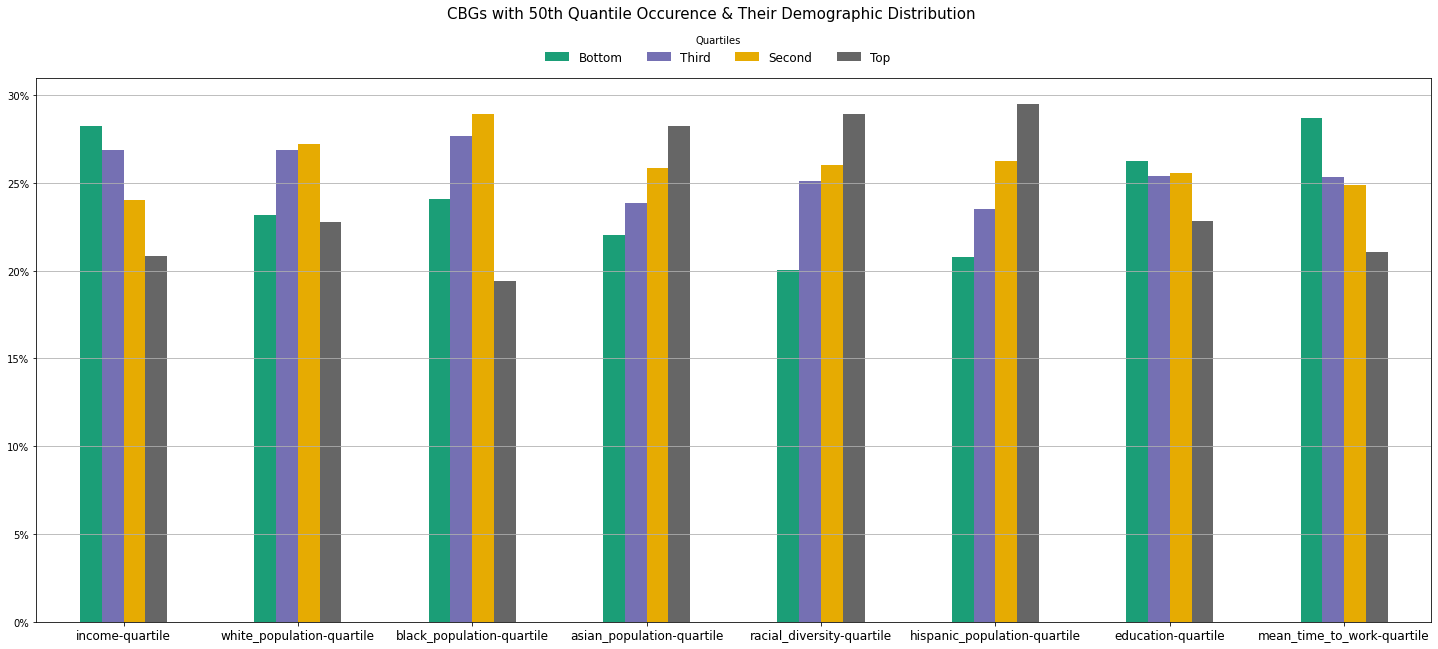 CBGs with 50th Quantile Occurence & Their Demographic Distribution
Quartiles
Bottom Third Second Top
30%
25%
20%
15%
10%
5%
0%
income-quartile white_population-quartile black_population-quartile asian_population-quartile racial_diversity-quartile hispanic_population-quartile education-quartile mean_time_to_work-quartile